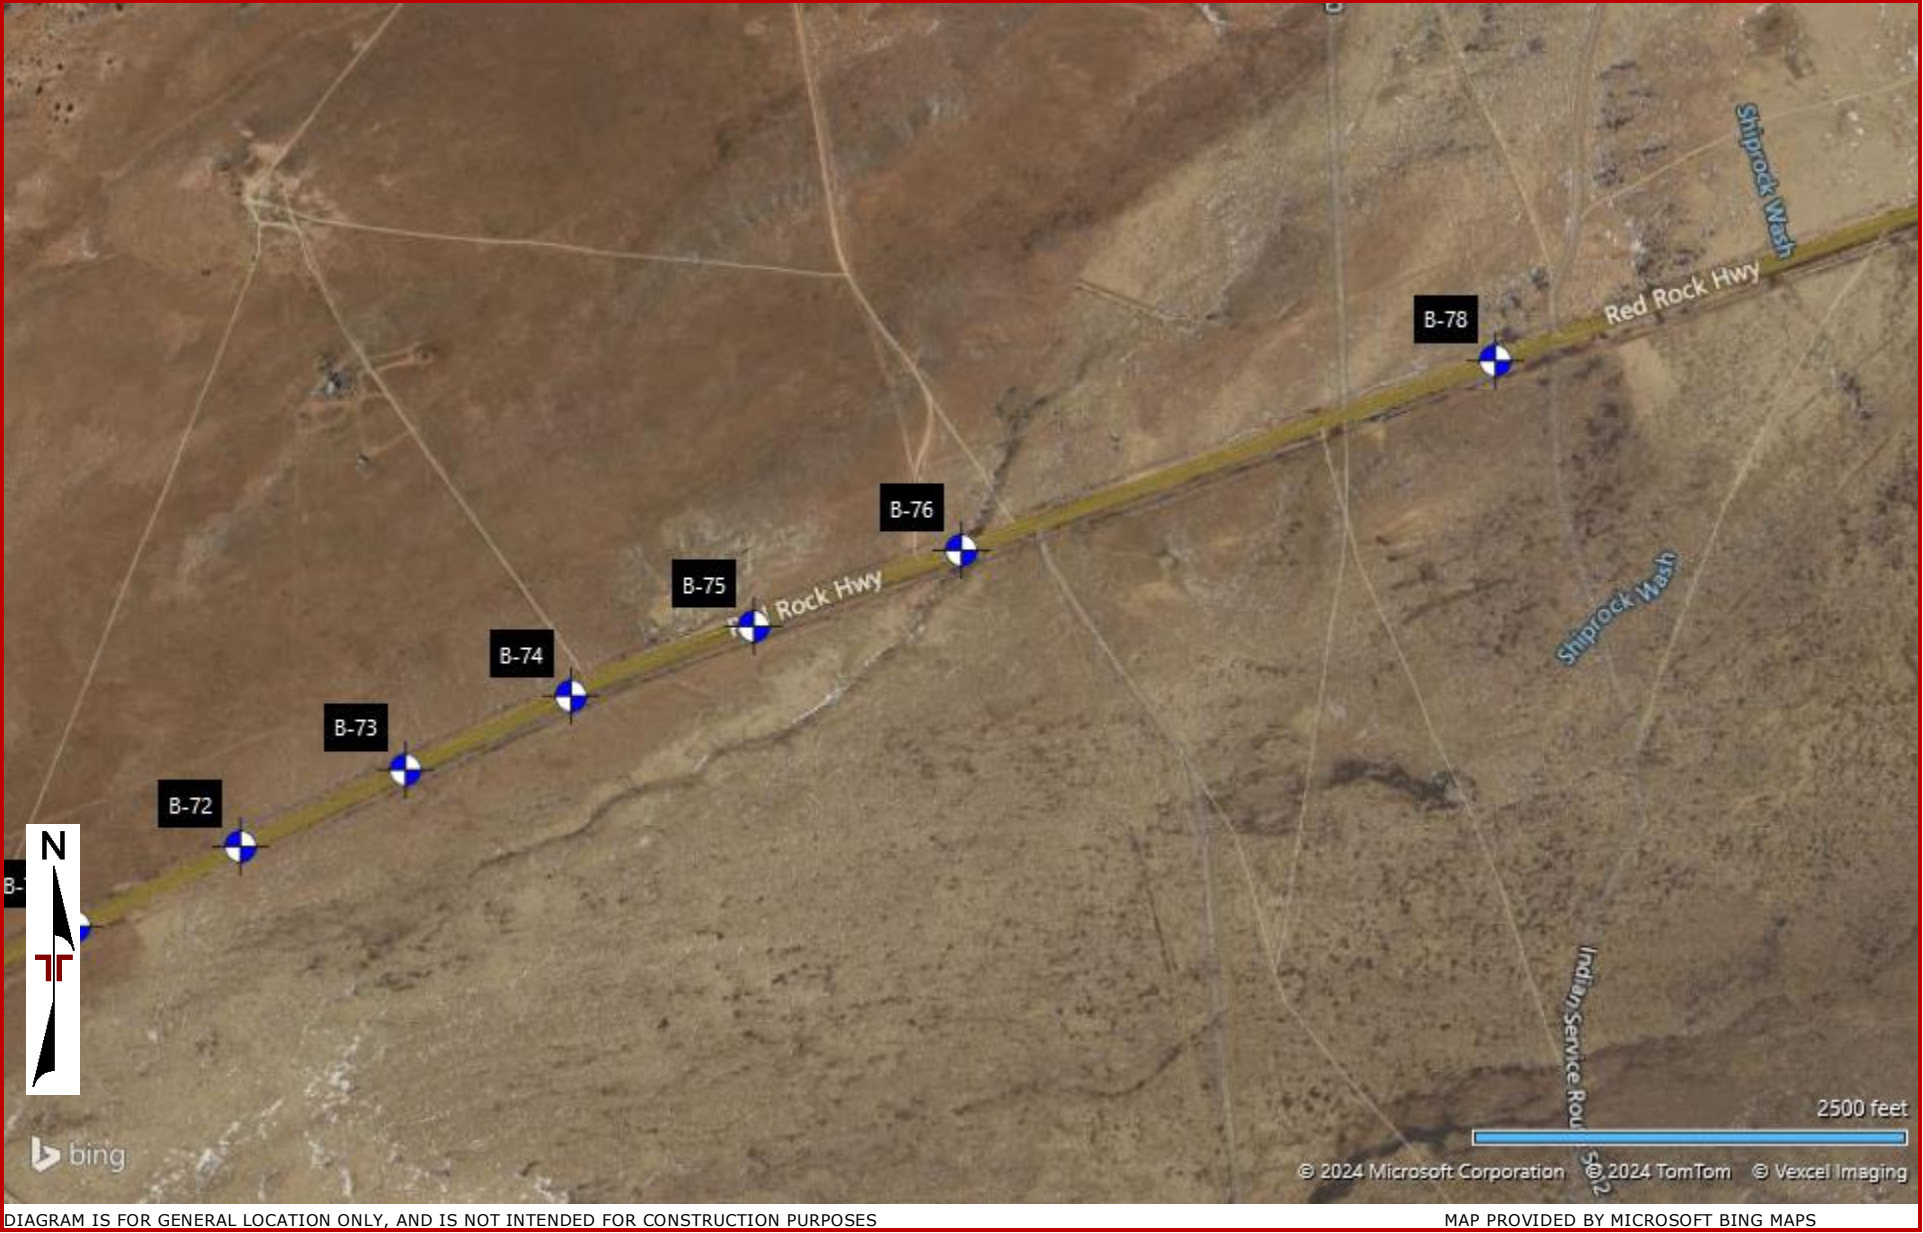 Shiprock Wash
Red Rock Hwy
B-78
B-76
B-75
Rock Hwy
B-74
Shiprock Wash
B-73
B-72
N
B-
Indian Service Rou
5012
2500 feet
bing
© 2024 Microsoft Corporation © 2024 TomTom © Vexcel Imaging
DIAGRAM IS FOR GENERAL LOCATION ONLY, AND IS NOT INTENDED FOR CONSTRUCTION PURPOSES
MAP PROVIDED BY MICROSOFT BING MAPS